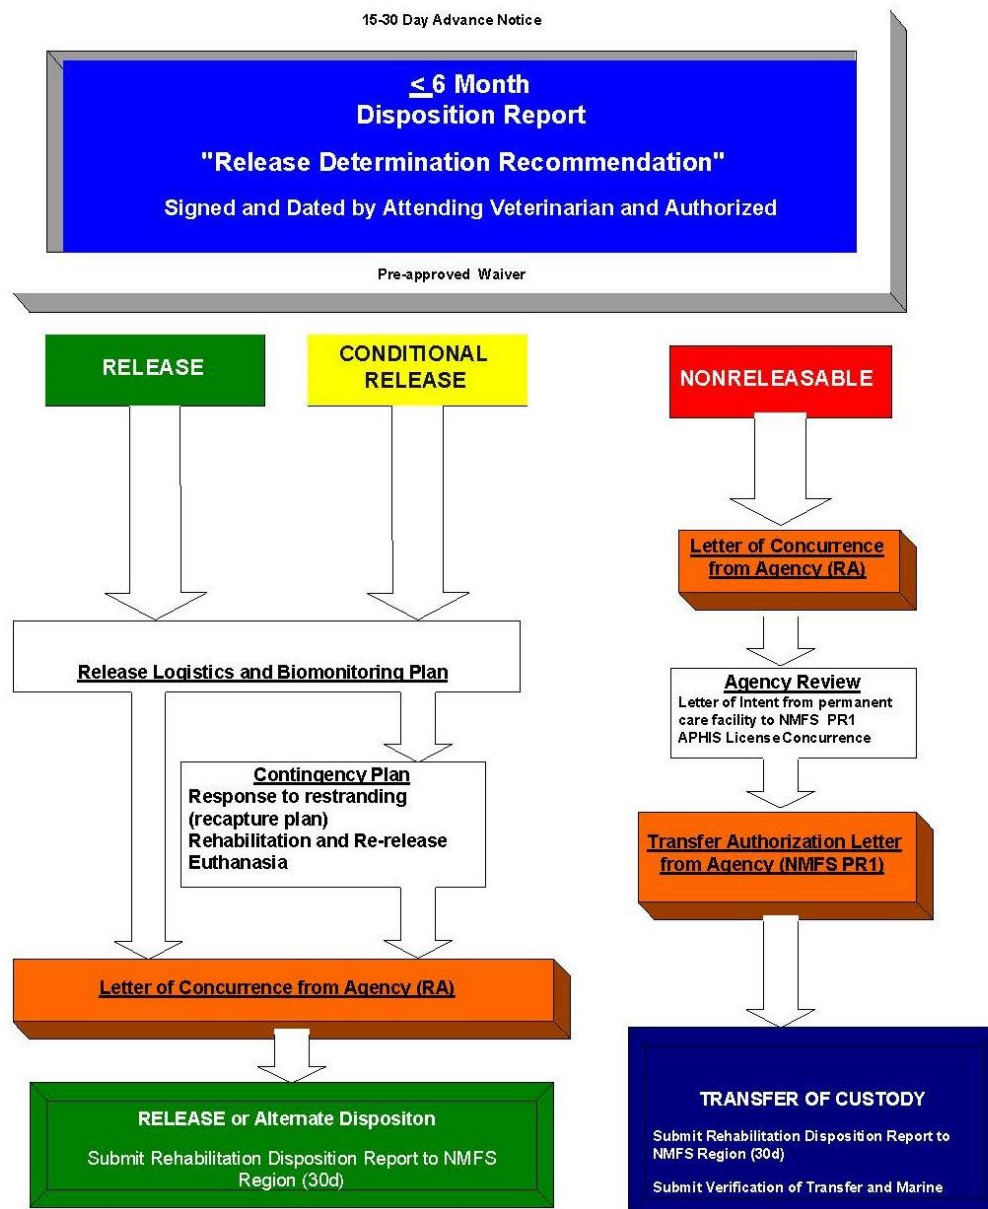 15-30 Day Advance Notice
< 6 Month
Disposition Report
"Release Determination Recommendation"
Signed and Dated by Attending Veterinarian and Authorized
Pre-approved Waiver
RELEASE
CONDITIONAL
RELEASE
NONRELEASABLE
Release Logistics and Biomonitoring Plan
Contingency Plan
Response to restranding
(recapture plan)
Rehabilitation and Re-release
Euthanasia
Letter of Concurrence from Agency (RA)
RELEASE or Alternate Dispositon
Submit Rehabilitation Disposition Report to NMFS
Region (30d)
Letter of Concurrence
from Agency (RA)
Agency Review
Letter of Intent from permanent
care facility to NMFS PR1
APHIS License Concurrence
Transfer Authorization Letter
from Agency (NMFS PR1)
TRANSFER OF CUSTODY
Submit Rehabilitation Disposition Report to
NMFS Region (30d)
Submit Verification of Transfer and Marine